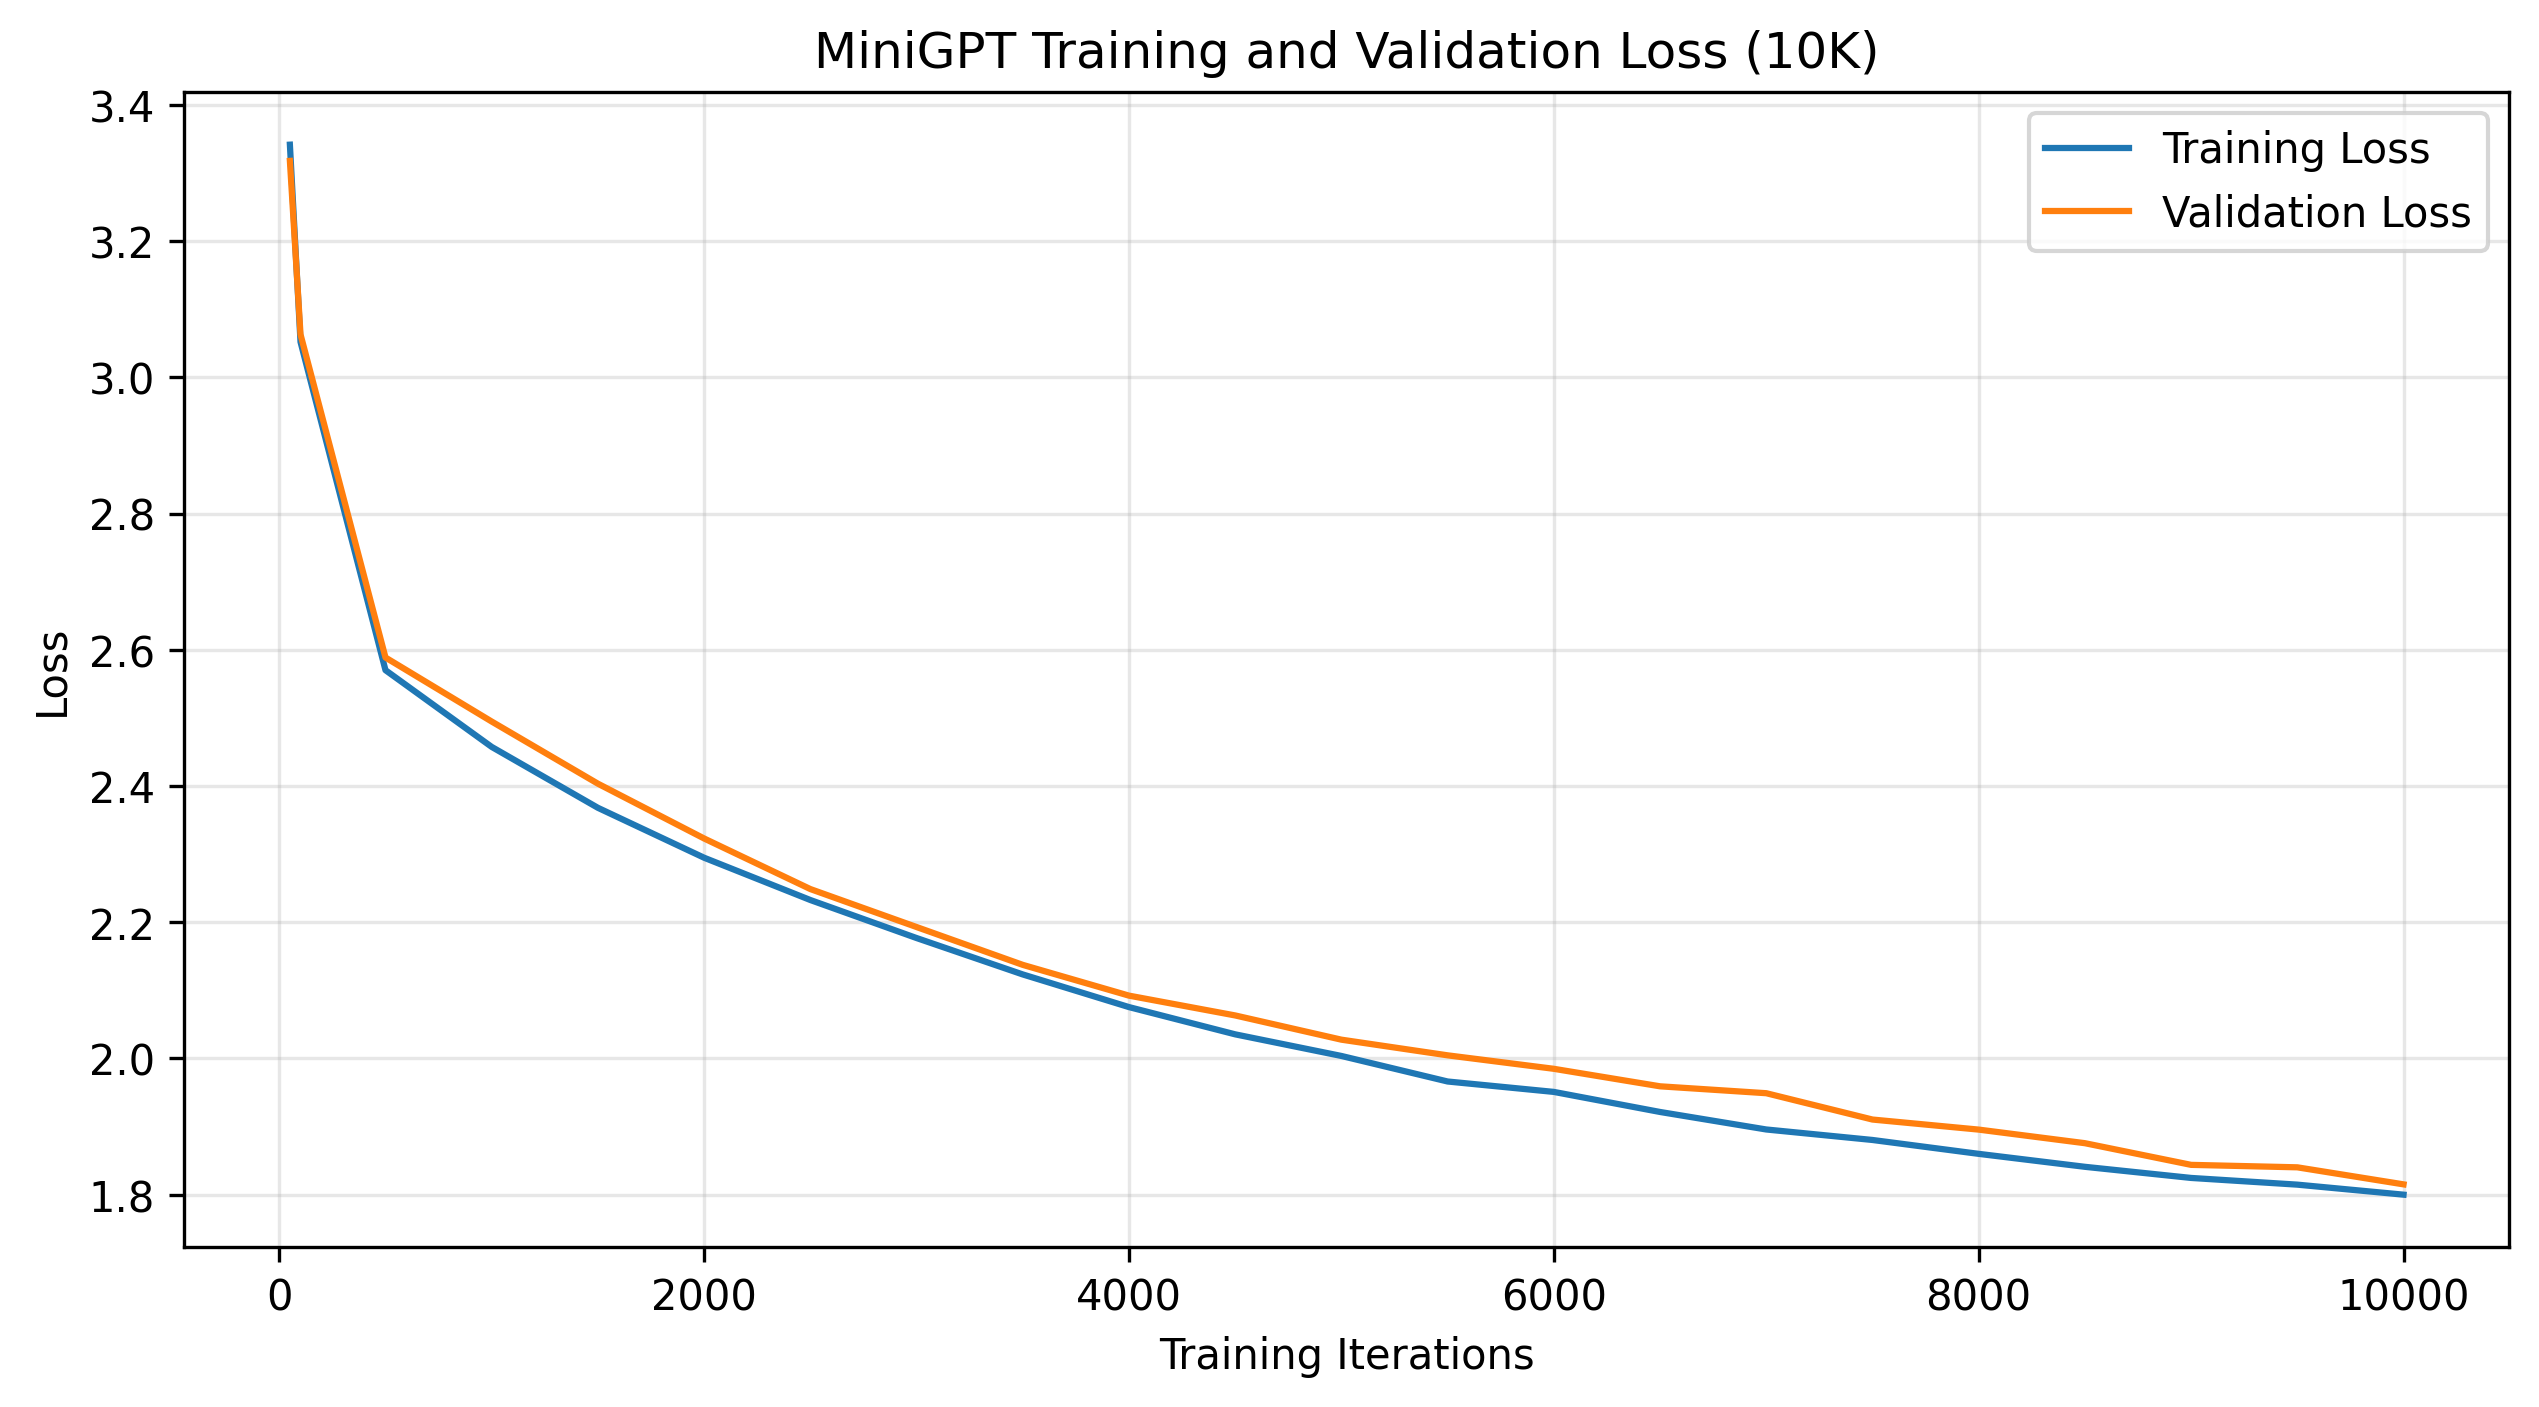 MiniGPT Training and Validation Loss (10K)
Training Loss
Validation Loss
Loss
3.4
3.2
3.0
2.8
2.6
2.4
2.2
2.0
1.8
0 2000 4000 6000 8000 10000
Training Iterations